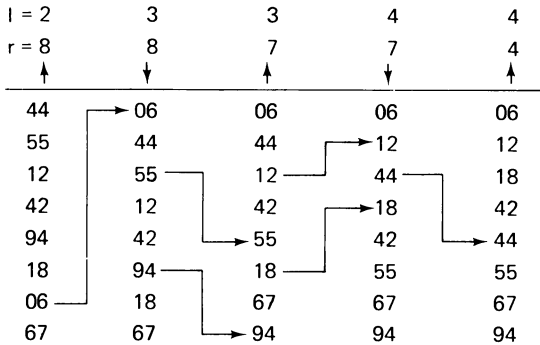 l = 2 3 3 4 4
r = 8 8 7 7 4
44 06 06 06 06
55 44 44 12 12
12 55 12 44 18
42 12 42 18 42
94 42 55 42 44
18 94 18 55 55
06 18 67 67 67
67 67 94 94 94